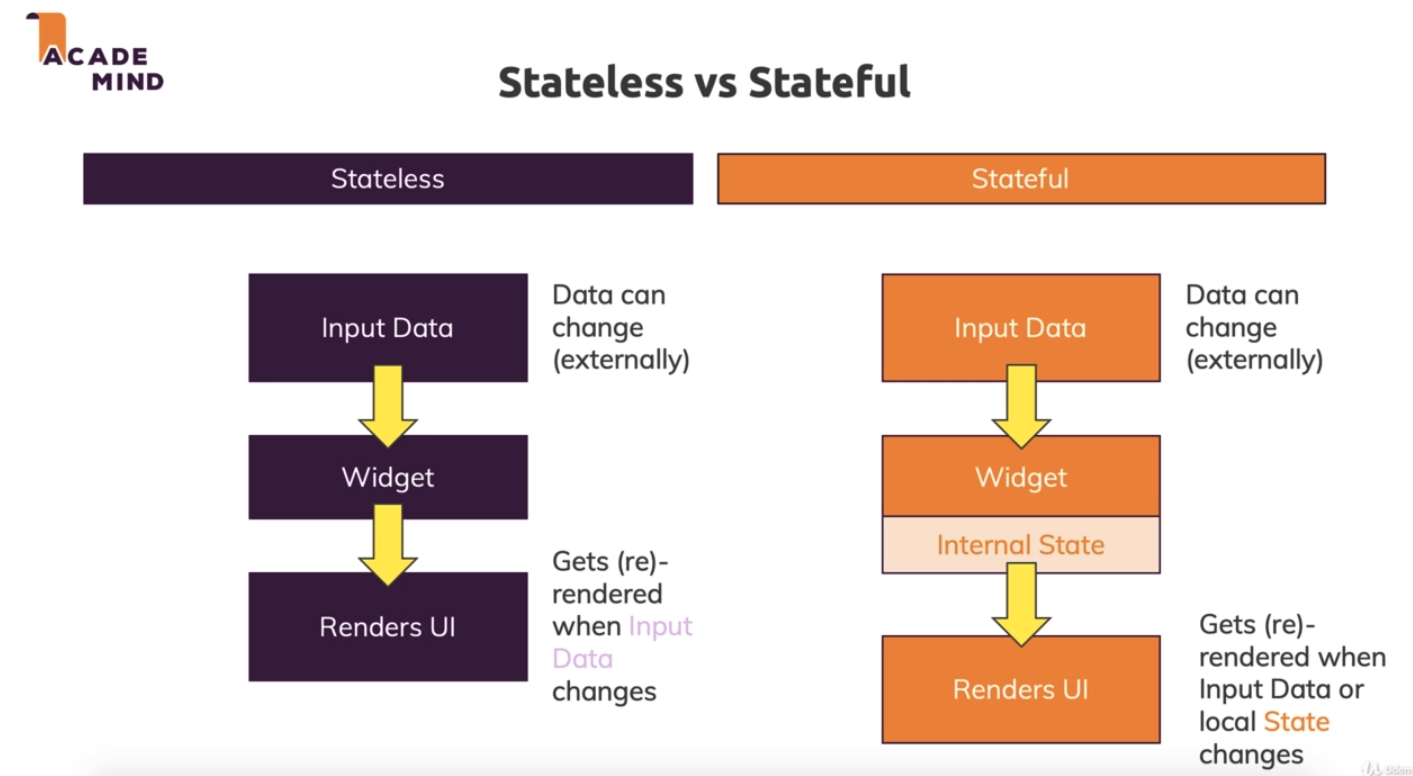 ACADE
MIND
Stateless vs Stateful
Stateless
Stateful
Input Data
Data can
change
(externally)
Widget
Renders UI
Gets (re)-
rendered
when Input
Data
changes
Input Data
Data can
change
(externally)
Widget
Internal State
Renders UI
Gets (re)-
rendered when
Input Data or
local State
changes
Udemy